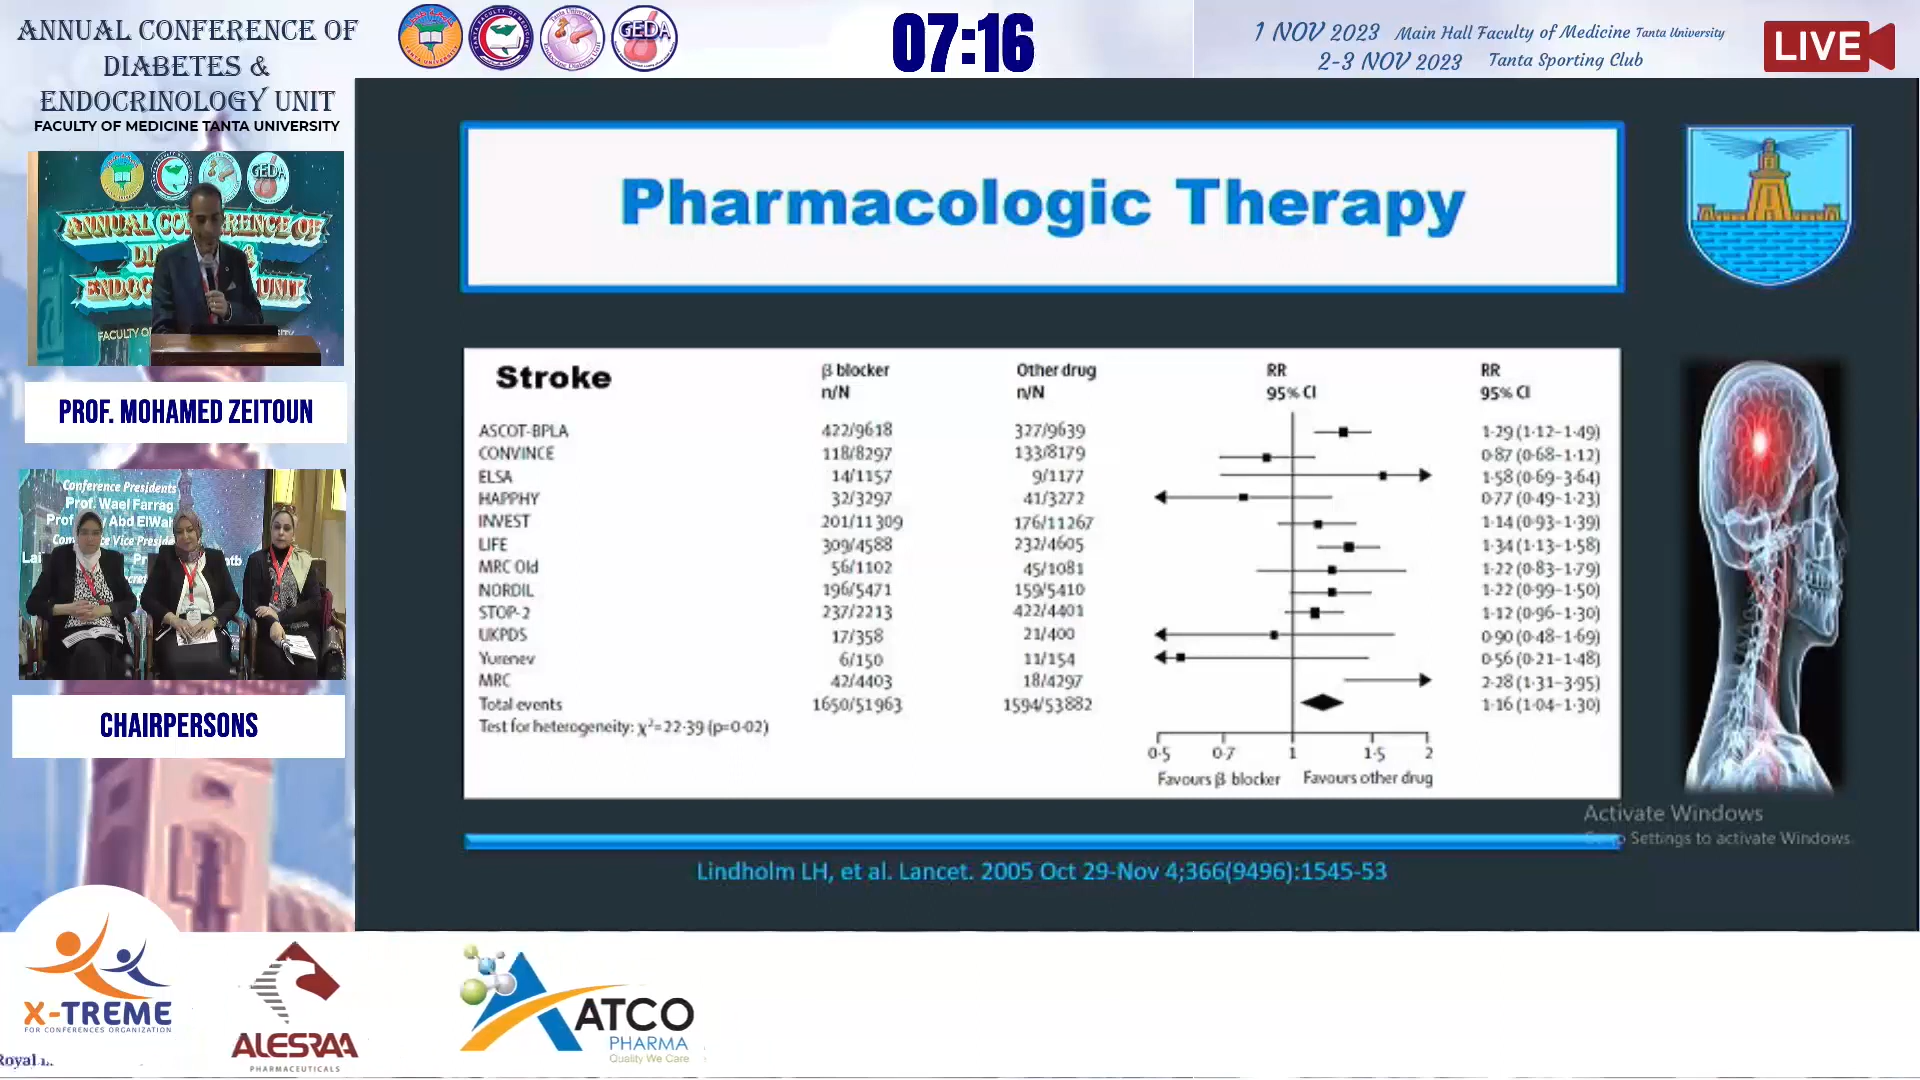 ANNUAL CONFERENCE OF
DIABETES &
ENDOCRINOLOGY UNIT
FACULTY OF MEDICINE TANTA UNIVERSITY
GEDA
07:16
1 NOV 2023 Main Hall Faculty of Medicine Tanta University
2-3 NOV 2023 Tanta Sporting Club
LIVE
GEDA
ANNUAL CONFERENCE OF
UNIT
FACULTY OF
PROF. MOHAMED ZEITOUN
Conference Presidents
Prof. Wael Farrag
CHAIRPERSONS
Pharmacologic Therapy
Stroke
β blocker
n/N
Other drug
n/N
RR
95% CI
RR
95% CI
ASCOT-BPLA 422/9618 327/9639 1·29 (1·12–1·49)
CONVINCE 118/8297 133/8179 0·87 (0·68–1·12)
ELSA 14/1157 9/1177 1·58 (0·69–3·64)
HAPPHY 32/3297 41/3272 0·77 (0·49–1·23)
INVEST 201/11309 176/11267 1·14 (0·93–1·39)
LIFE 309/4588 232/4605 1·34 (1·13–1·58)
MRC Old 56/1102 45/1081 1·22 (0·83–1·79)
NORDIL 196/5471 159/5410 1·22 (0·99–1·50)
STOP-2 237/2213 422/4401 1·12 (0·96–1·30)
UKPDS 17/358 21/400 0·90 (0·48–1·69)
Yurenev 6/150 11/154 0·56 (0·21–1·48)
MRC 42/4403 18/4297 2·28 (1·31–3·95)
Total events 1650/51963 1594/53882 1·16 (1·04–1·30)
Test for heterogeneity: χ²=22·39 (p=0·02)
0·5 0·7 1 1·5 2
Favours β blocker Favours other drug
Activate Windows
to Settings to activate Windows.
Lindholm LH, et al. Lancet. 2005 Oct 29-Nov 4;366(9496):1545-53
X-TREME
FOR CONFERENCES ORGANIZATION
ALESRAA
PHARMACEUTICALS
ATCO
PHARMA
Quality We Care